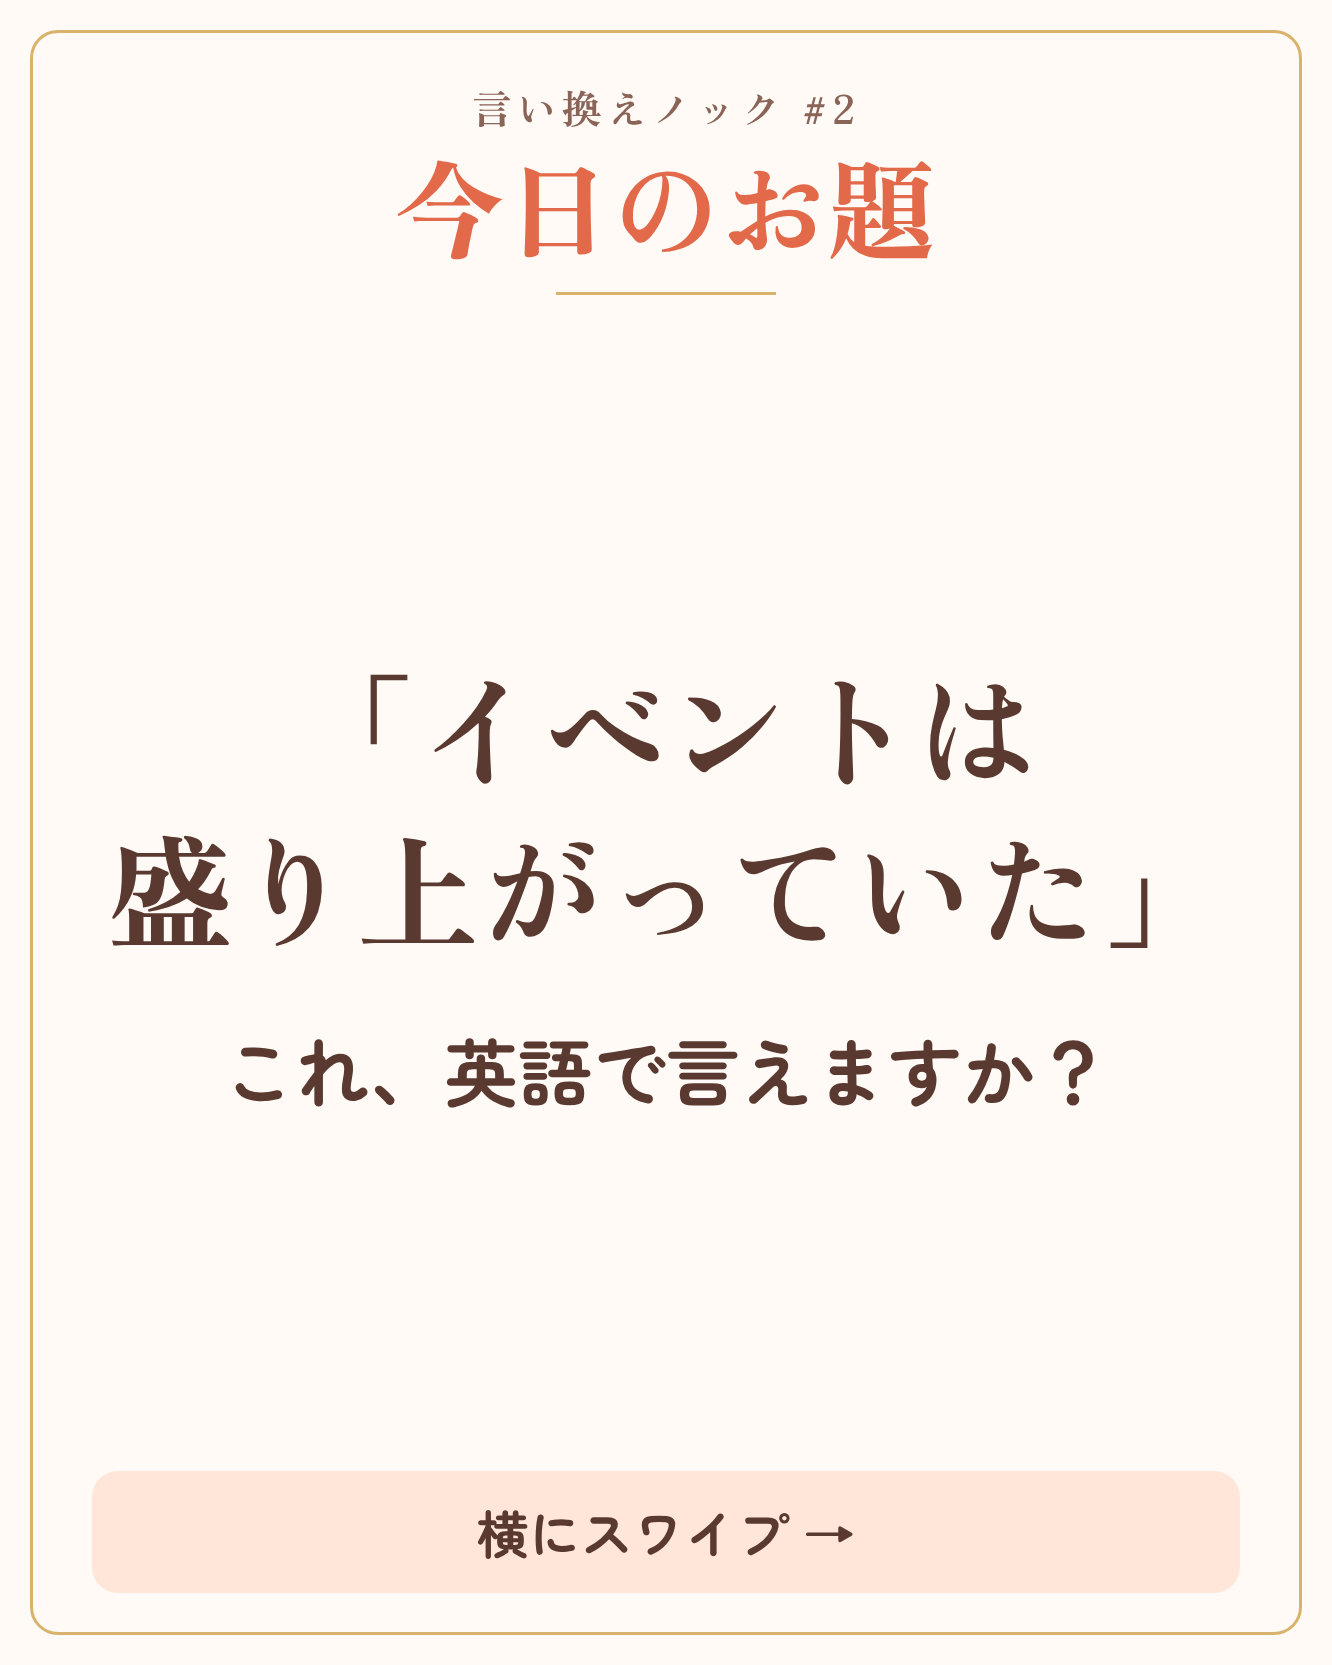 言い換えノック #2
今日のお題
「イベントは
盛り上がっていた」
これ、英語で言えますか？
横にスワイプ →